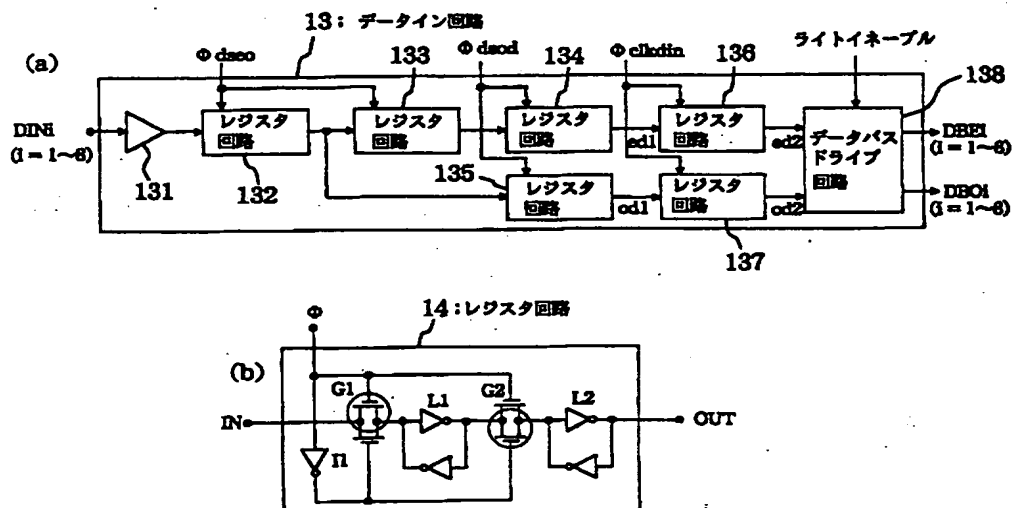 13: データイン回路
(a)
Φdseo
133
Φdsod
134
Φclkdin
136
ライトイネーブル
138
DINi
(i=1~6)
131
レジスタ
回路
132
レジスタ
回路
レジスタ
回路
ed1
レジスタ
回路
ed2
データバス
ドライブ
回路
DBEi
(i=1~6)
135
レジスタ
回路
od1
レジスタ
回路
od2
137
DBOi
(i=1~6)
Φ
14:レジスタ回路
(b)
G1
G2
L1
L2
IN
OUT
I1